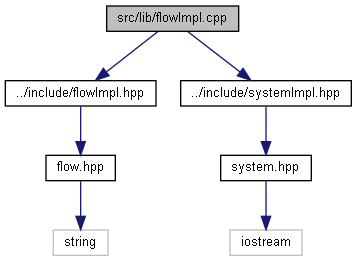 src/lib/flowImpl.cpp
../include/flowImpl.hpp
../include/systemImpl.hpp
flow.hpp
system.hpp
string
iostream